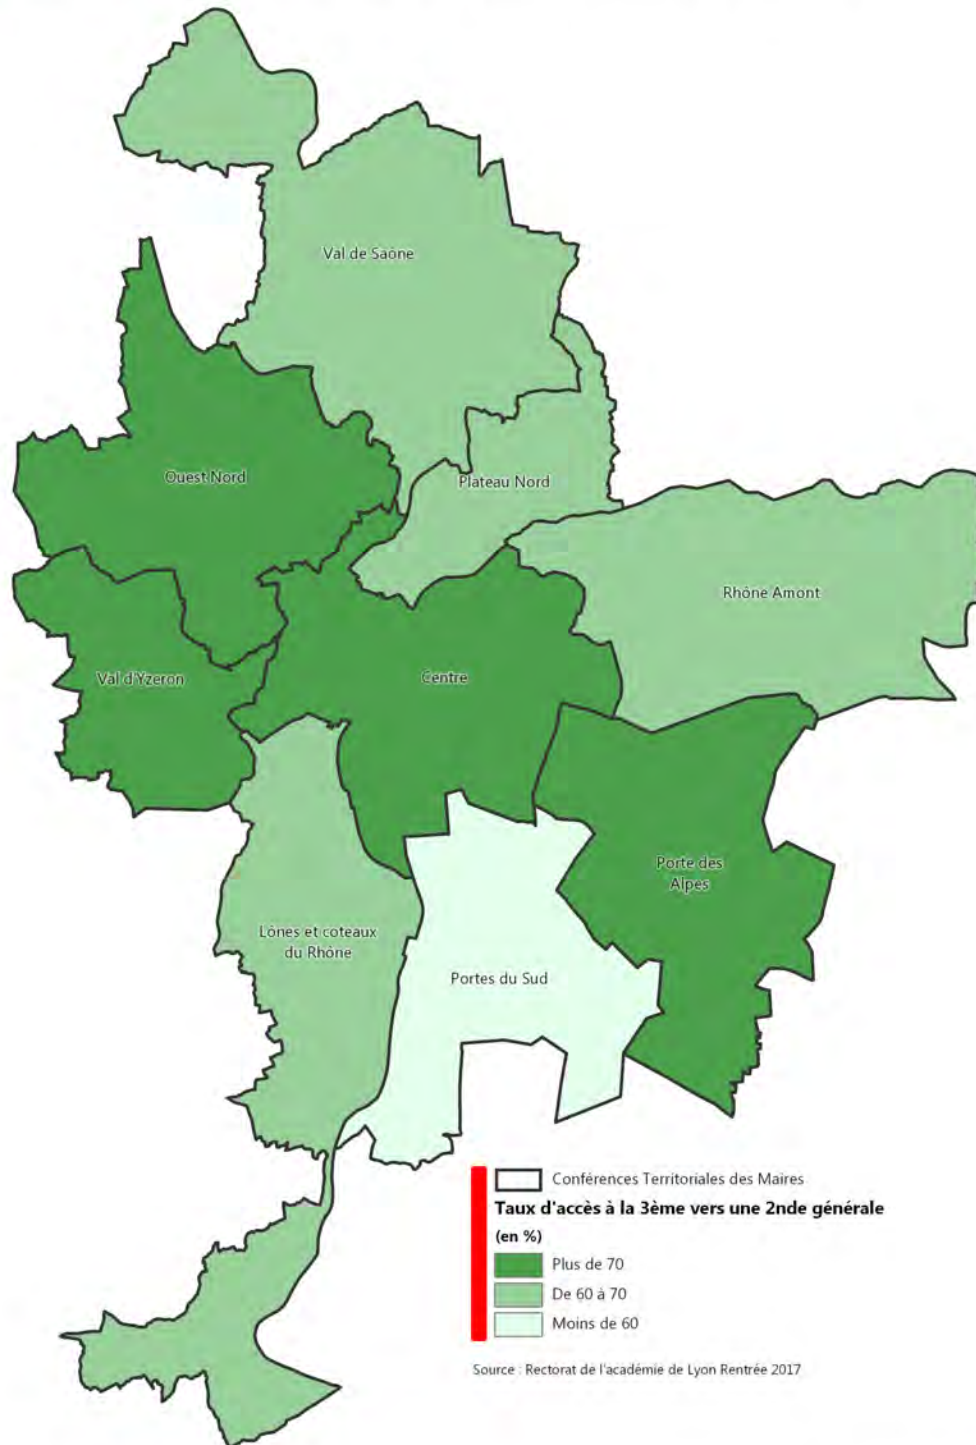 Val de Saône
Ouest Nord
Plateau Nord
Rhône Amont
Val d'Yzeron
Centre
Porte des
Alpes
Lônes et coteaux
du Rhône
Portes du Sud
Conférences Territoriales des Maires
Taux d'accès à la 3ème vers une 2nde générale
(en %)
Plus de 70
De 60 à 70
Moins de 60
Source : Rectorat de l'académie de Lyon Rentrée 2017